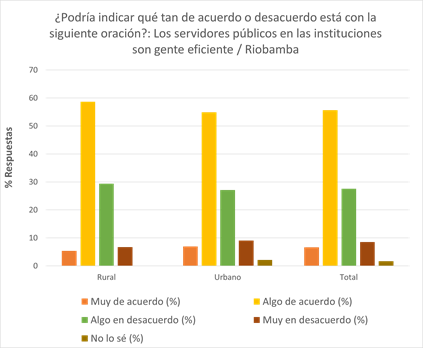 ¿Podría indicar qué tan de acuerdo o desacuerdo está con la
siguiente oración?: Los servidores públicos en las instituciones
son gente eficiente / Riobamba
70
60
50
40
30
20
10
0
% Respuestas
Rural
Urbano
Total
Muy de acuerdo (%)
Algo de acuerdo (%)
Algo en desacuerdo (%)
Muy en desacuerdo (%)
No lo sé (%)